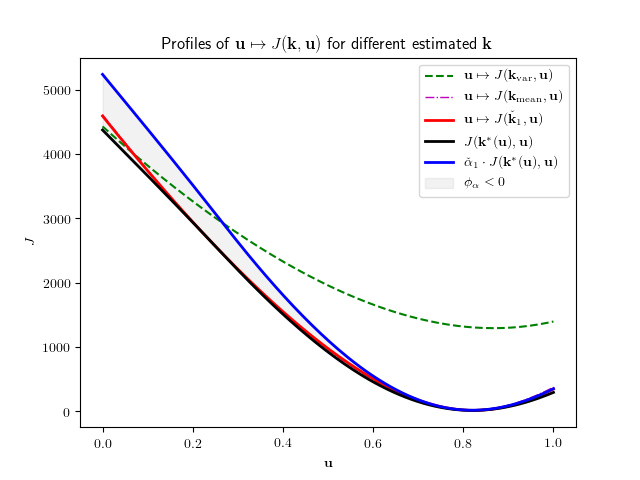 Profiles of u ↦ J(k, u) for different estimated k
u ↦ J(k_var, u)
u ↦ J(k_mean, u)
u ↦ J(ǩ_1, u)
J(k*(u), u)
α̌_1 · J(k*(u), u)
ϕ_α < 0
J
5000
4000
3000
2000
1000
0
0.0 0.2 0.4 0.6 0.8 1.0
u